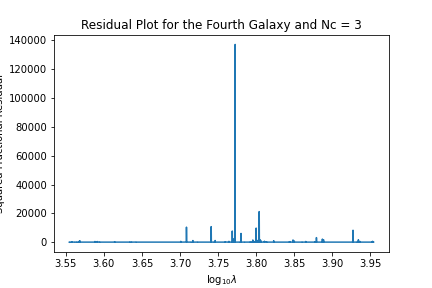 Residual Plot for the Fourth Galaxy and Nc = 3
140000
120000
100000
80000
60000
40000
20000
0
3.55 3.60 3.65 3.70 3.75 3.80 3.85 3.90 3.95
log₁₀λ
Squared Fractional Residual